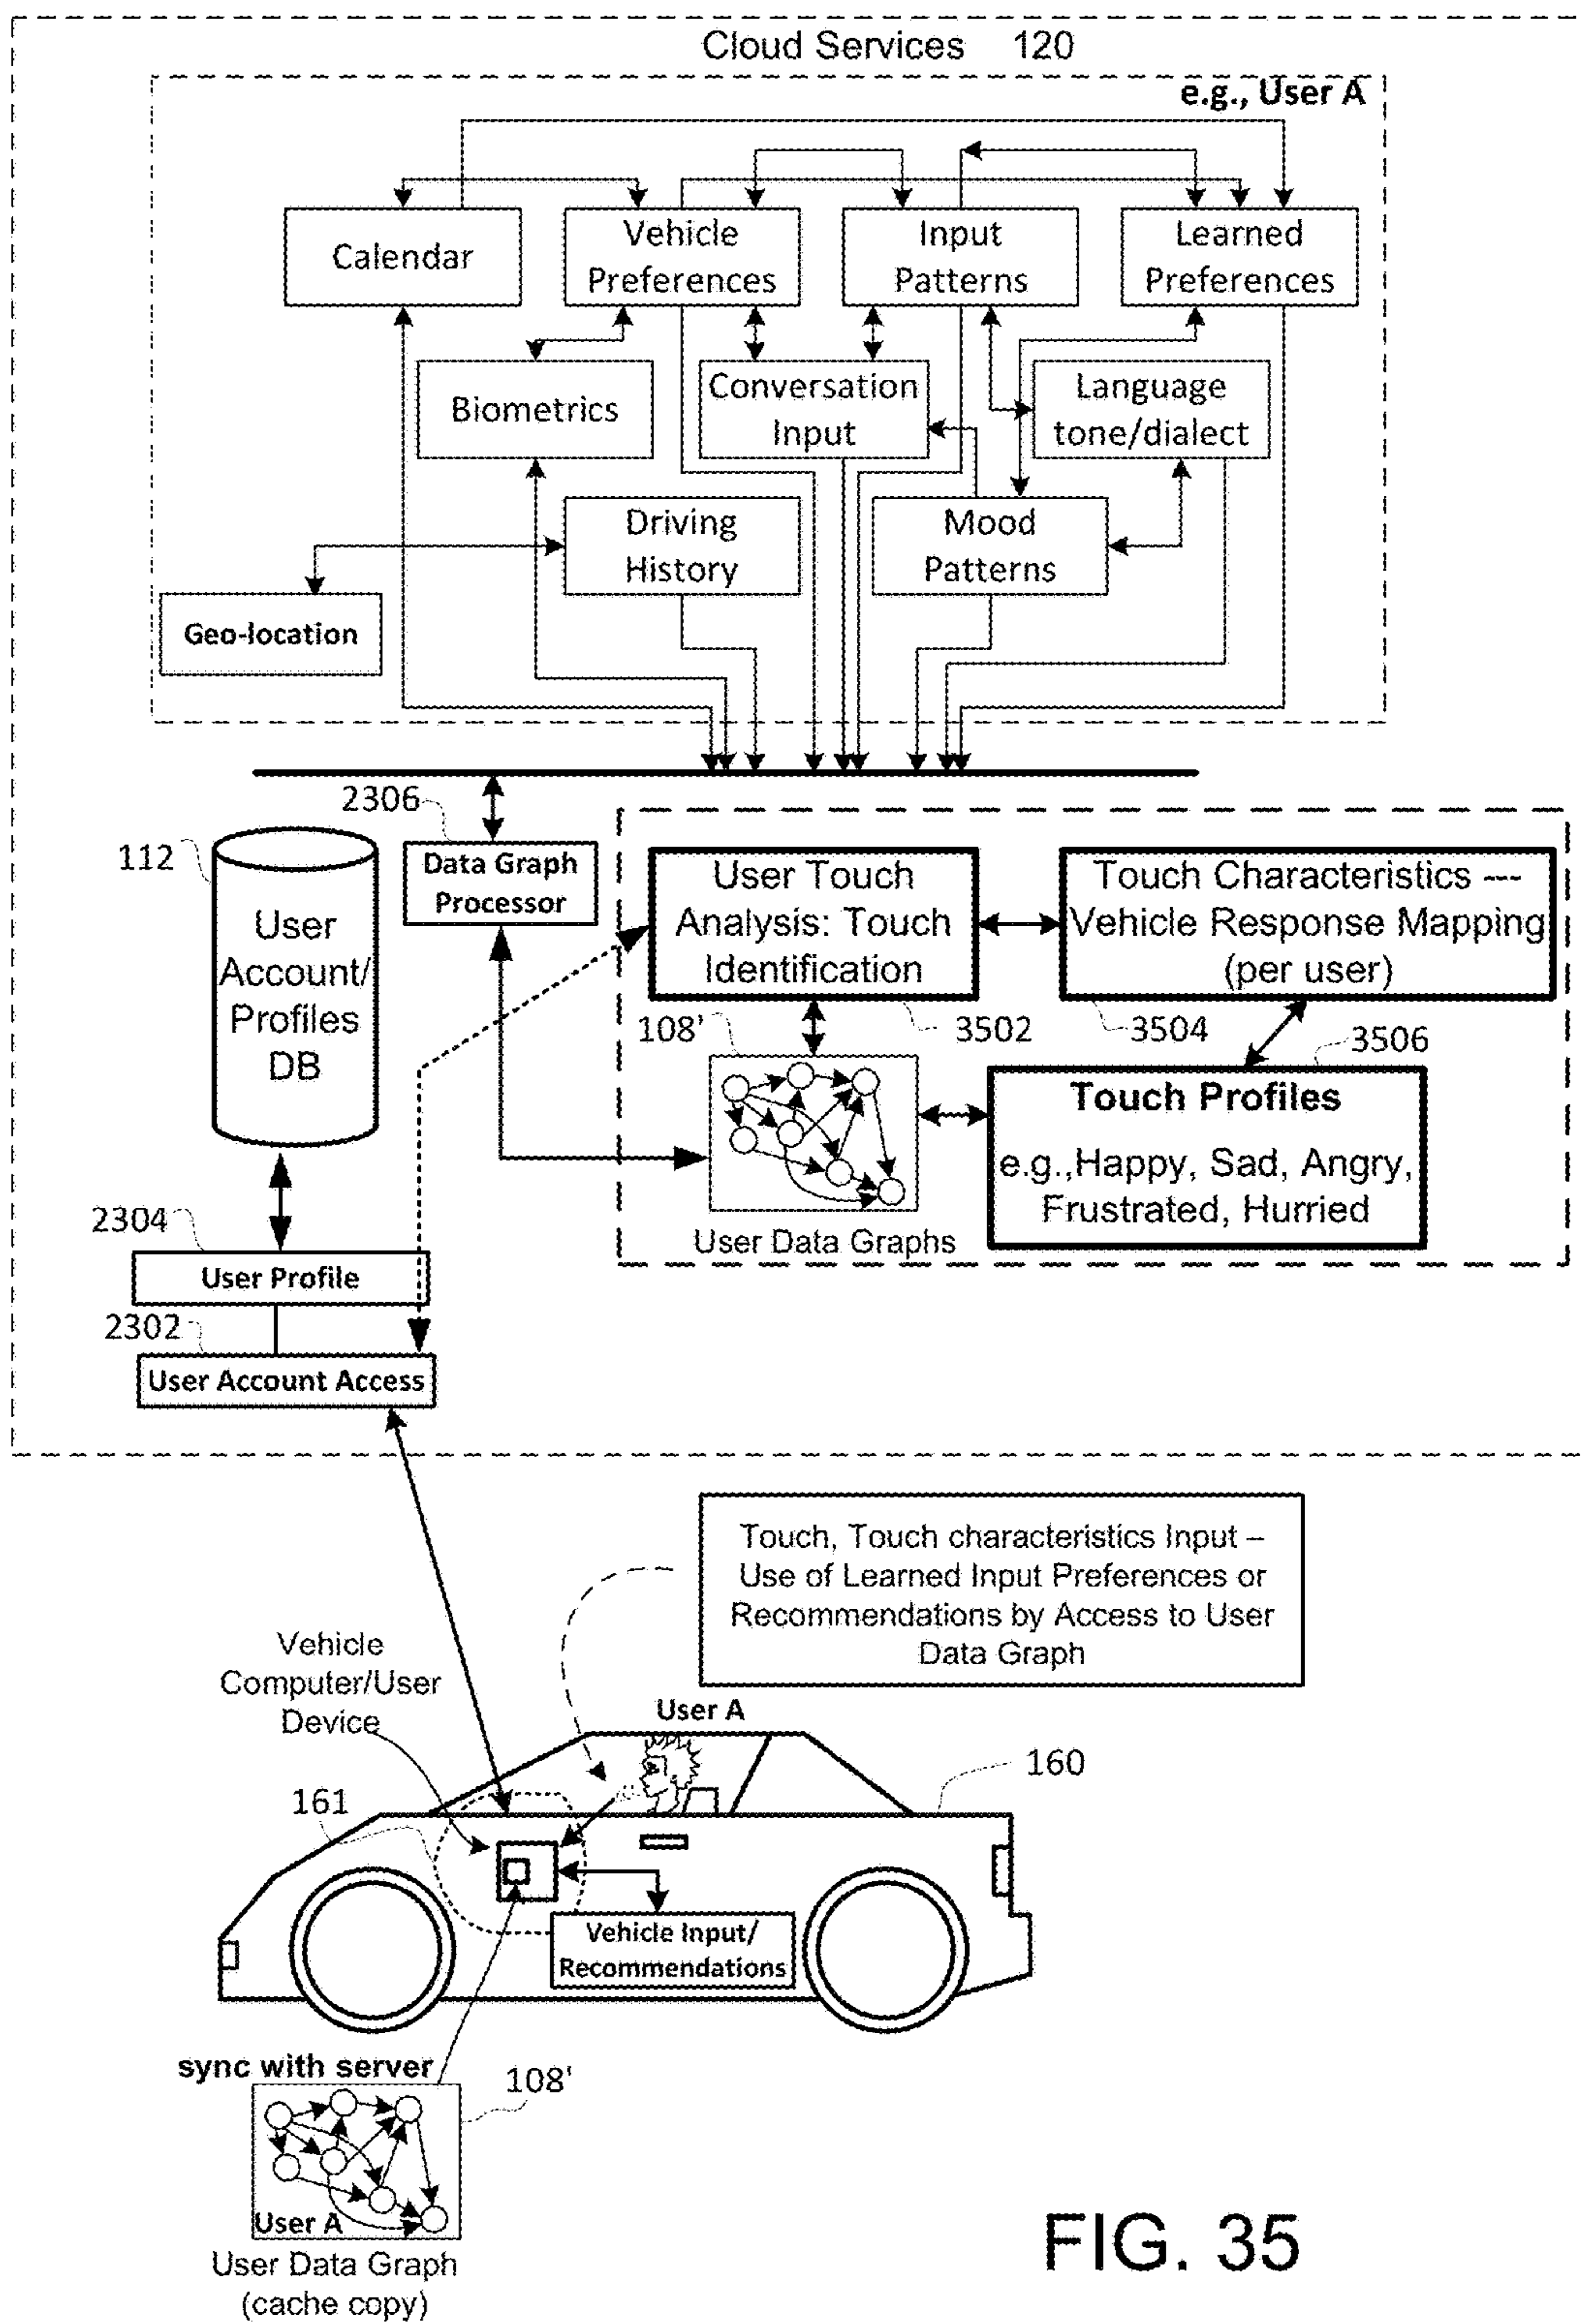 Cloud Services 120
e.g., User A
Calendar
Vehicle
Preferences
Input
Patterns
Learned
Preferences
Biometrics
Conversation
Input
Language
tone/dialect
Driving
History
Mood
Patterns
Geo-location
2306
112
User
Account/
Profiles
DB
Data Graph
Processor
User Touch
Analysis: Touch
Identification
Touch Characteristics ---
Vehicle Response Mapping
(per user)
108'
3502
3504
3506
Touch Profiles
e.g.,Happy, Sad, Angry,
Frustrated, Hurried
User Data Graphs
2304
User Profile
2302
User Account Access
Touch, Touch characteristics Input –
Use of Learned Input Preferences or
Recommendations by Access to User
Data Graph
Vehicle
Computer/User
Device
User A
161
160
Vehicle Input/
Recommendations
sync with server
108'
User A
User Data Graph
(cache copy)
FIG. 35